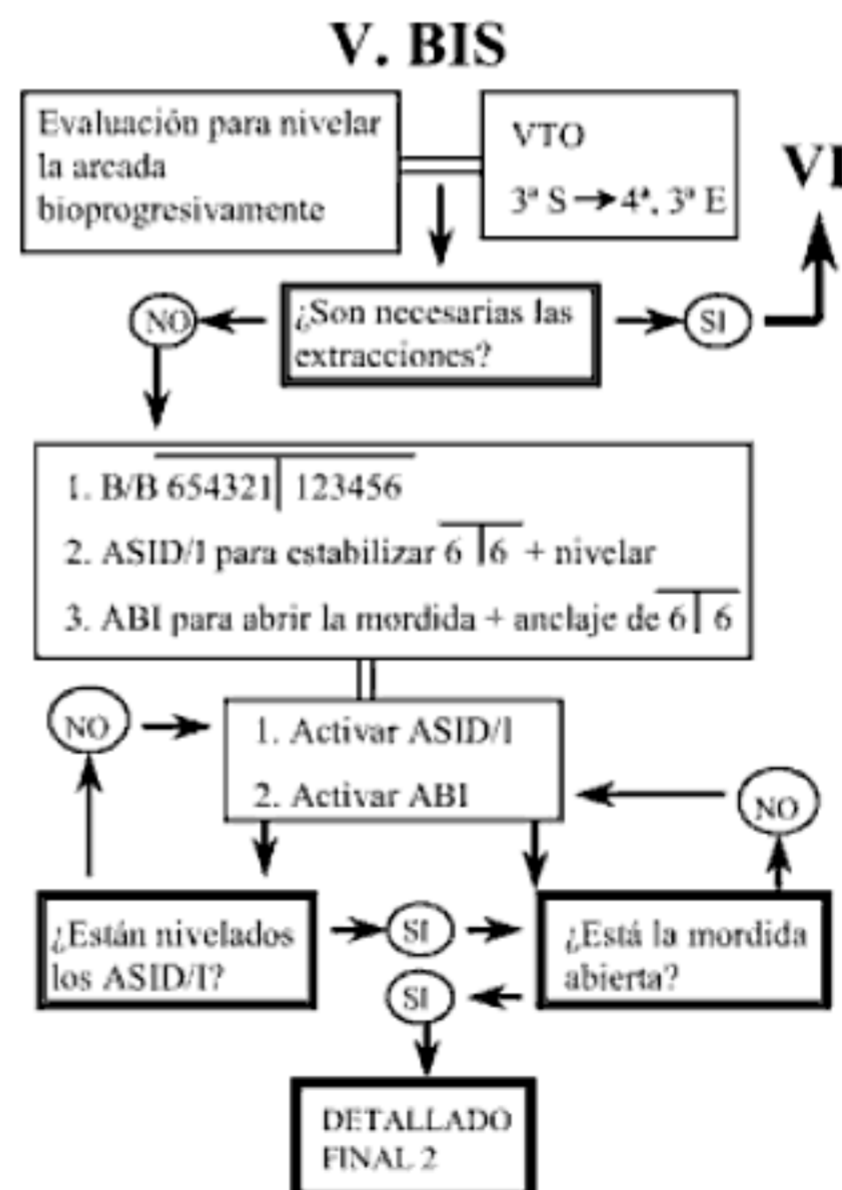 V. BIS
Evaluación para nivelar
la arcada
bioprogresivamente
VTO
3ª S → 4ª, 3ª E
VI
¿Son necesarias las
extracciones?
NO
SI
1. B/B 654321| 123456
2. ASID/I para estabilizar 6 | 6 + nivelar
3. ABI para abrir la mordida + anclaje de 6 | 6
NO
1. Activar ASID/I
2. Activar ABI
NO
¿Están nivelados
los ASID/I?
SI
SI
¿Está la mordida
abierta?
DETALLADO
FINAL 2